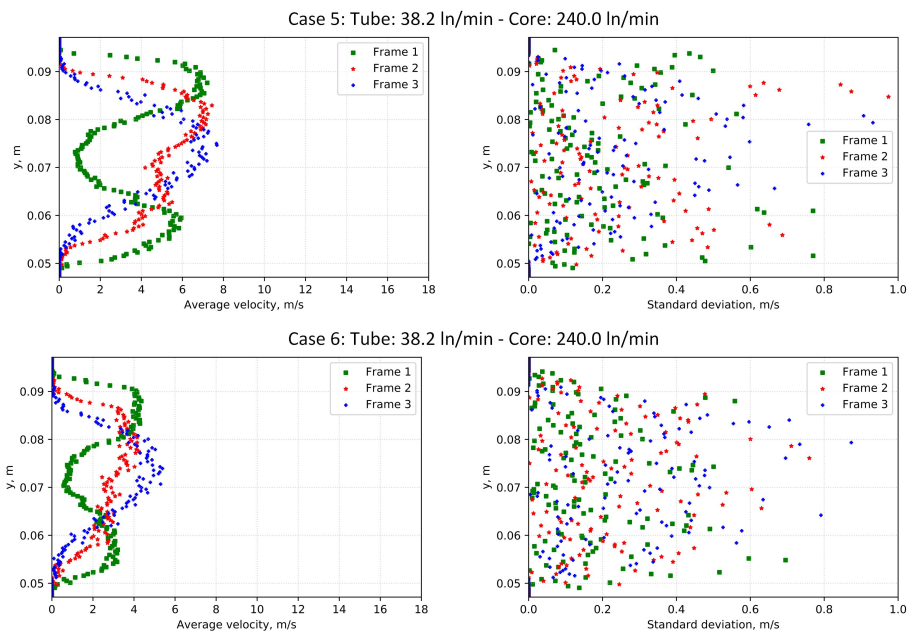 Case 5: Tube: 38.2 ln/min - Core: 240.0 ln/min
0.09
0.08
0.07
0.06
0.05
y, m
0 2 4 6 8 10 12 14 16 18
Average velocity, m/s
Frame 1
Frame 2
Frame 3
0.09
0.08
0.07
0.06
0.05
y, m
0.0 0.2 0.4 0.6 0.8 1.0
Standard deviation, m/s
Frame 1
Frame 2
Frame 3
Case 6: Tube: 38.2 ln/min - Core: 240.0 ln/min
0.09
0.08
0.07
0.06
0.05
y, m
0 2 4 6 8 10 12 14 16 18
Average velocity, m/s
Frame 1
Frame 2
Frame 3
0.09
0.08
0.07
0.06
0.05
y, m
0.0 0.2 0.4 0.6 0.8 1.0
Standard deviation, m/s
Frame 1
Frame 2
Frame 3